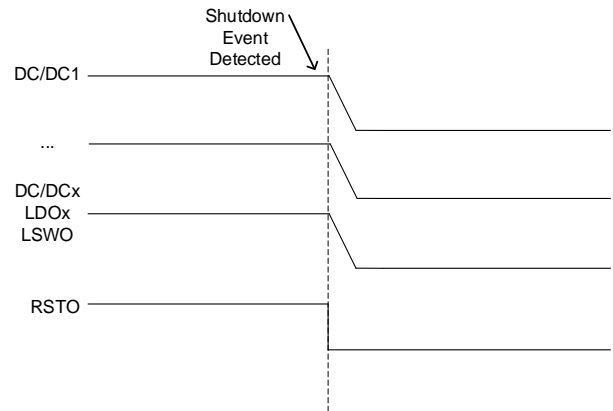 Shutdown
Event
Detected
DC/DC1
...
DC/DCx
LDOx
LSWO
RSTO